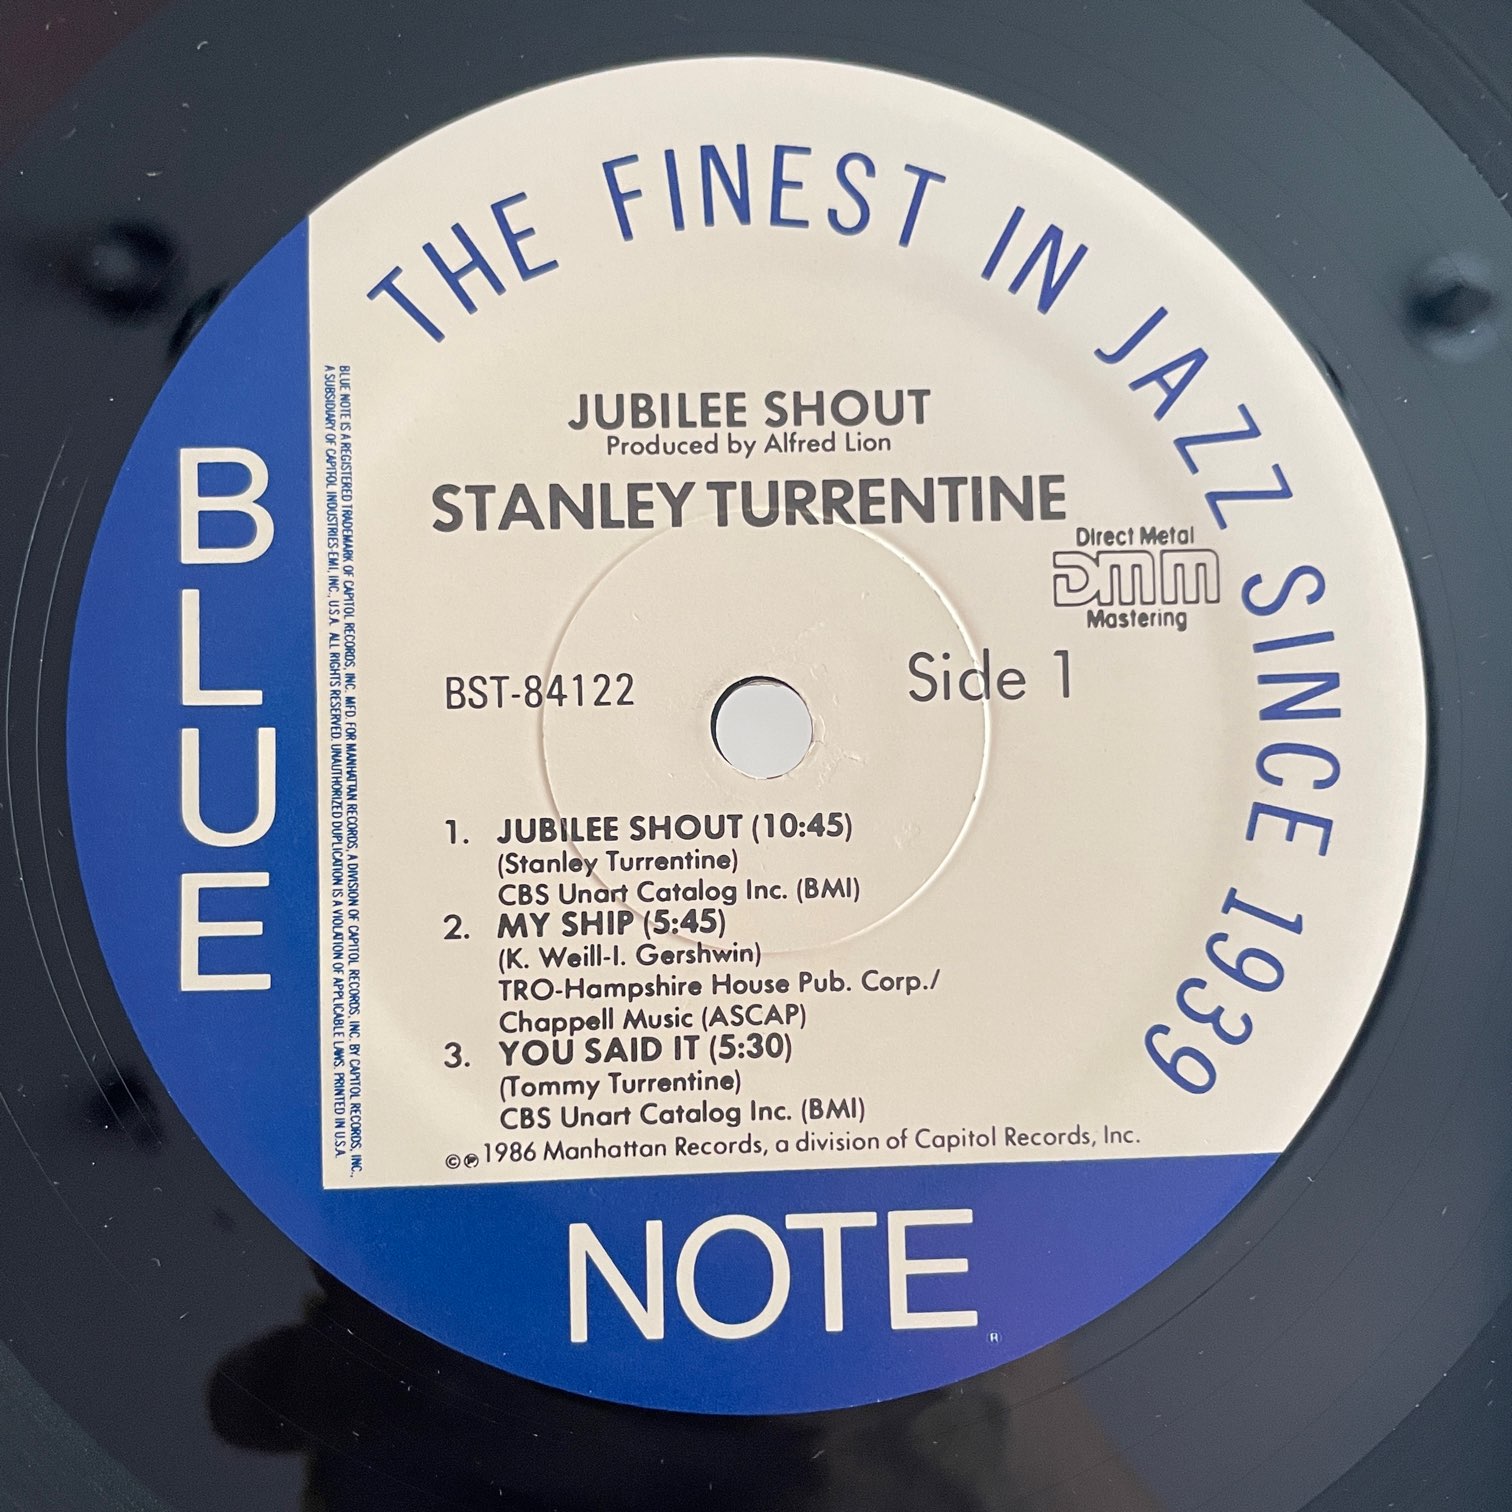 THE FINEST IN JAZZ SINCE 1939
JUBILEE SHOUT
Produced by Alfred Lion
STANLEY TURRENTINE
Direct Metal
DMM
Mastering
BST-84122
Side 1
1. JUBILEE SHOUT (10:45)
(Stanley Turrentine)
CBS Unart Catalog Inc. (BMI)
2. MY SHIP (5:45)
(K. Weill-I. Gershwin)
TRO-Hampshire House Pub. Corp./
Chappell Music (ASCAP)
3. YOU SAID IT (5:30)
(Tommy Turrentine)
CBS Unart Catalog Inc. (BMI)
©℗1986 Manhattan Records, a division of Capitol Records, Inc.
BLUE
NOTE®
BLUE NOTE IS A REGISTERED TRADEMARK OF CAPITOL RECORDS, INC. MFD. FOR MANHATTAN RECORDS, A DIVISION OF CAPITOL RECORDS, INC. BY CAPITOL RECORDS, INC.,
A SUBSIDIARY OF CAPITOL INDUSTRIES-EMI, INC., U.S.A. ALL RIGHTS RESERVED. UNAUTHORIZED DUPLICATION IS A VIOLATION OF APPLICABLE LAWS. PRINTED IN U.S.A.